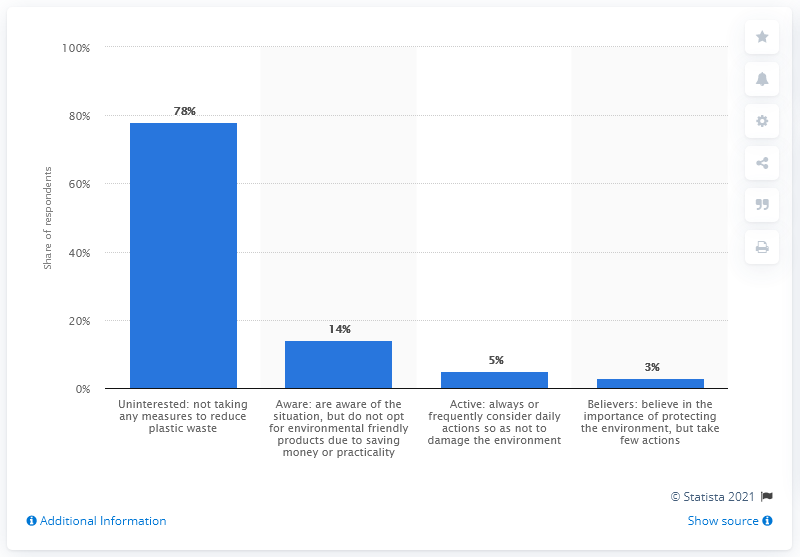 100%
80%
60%
40%
20%
0%
Share of respondents
78%
14%
5%
3%
Uninterested: not taking
any measures to reduce
plastic waste
Aware: are aware of the
situation, but do not opt
for environmental friendly
products due to saving
money or practicality
Active: always or
frequently consider daily
actions so as not to
damage the environment
Believers: believe in the
importance of protecting
the environment, but take
few actions
© Statista 2021
Additional Information
Show source